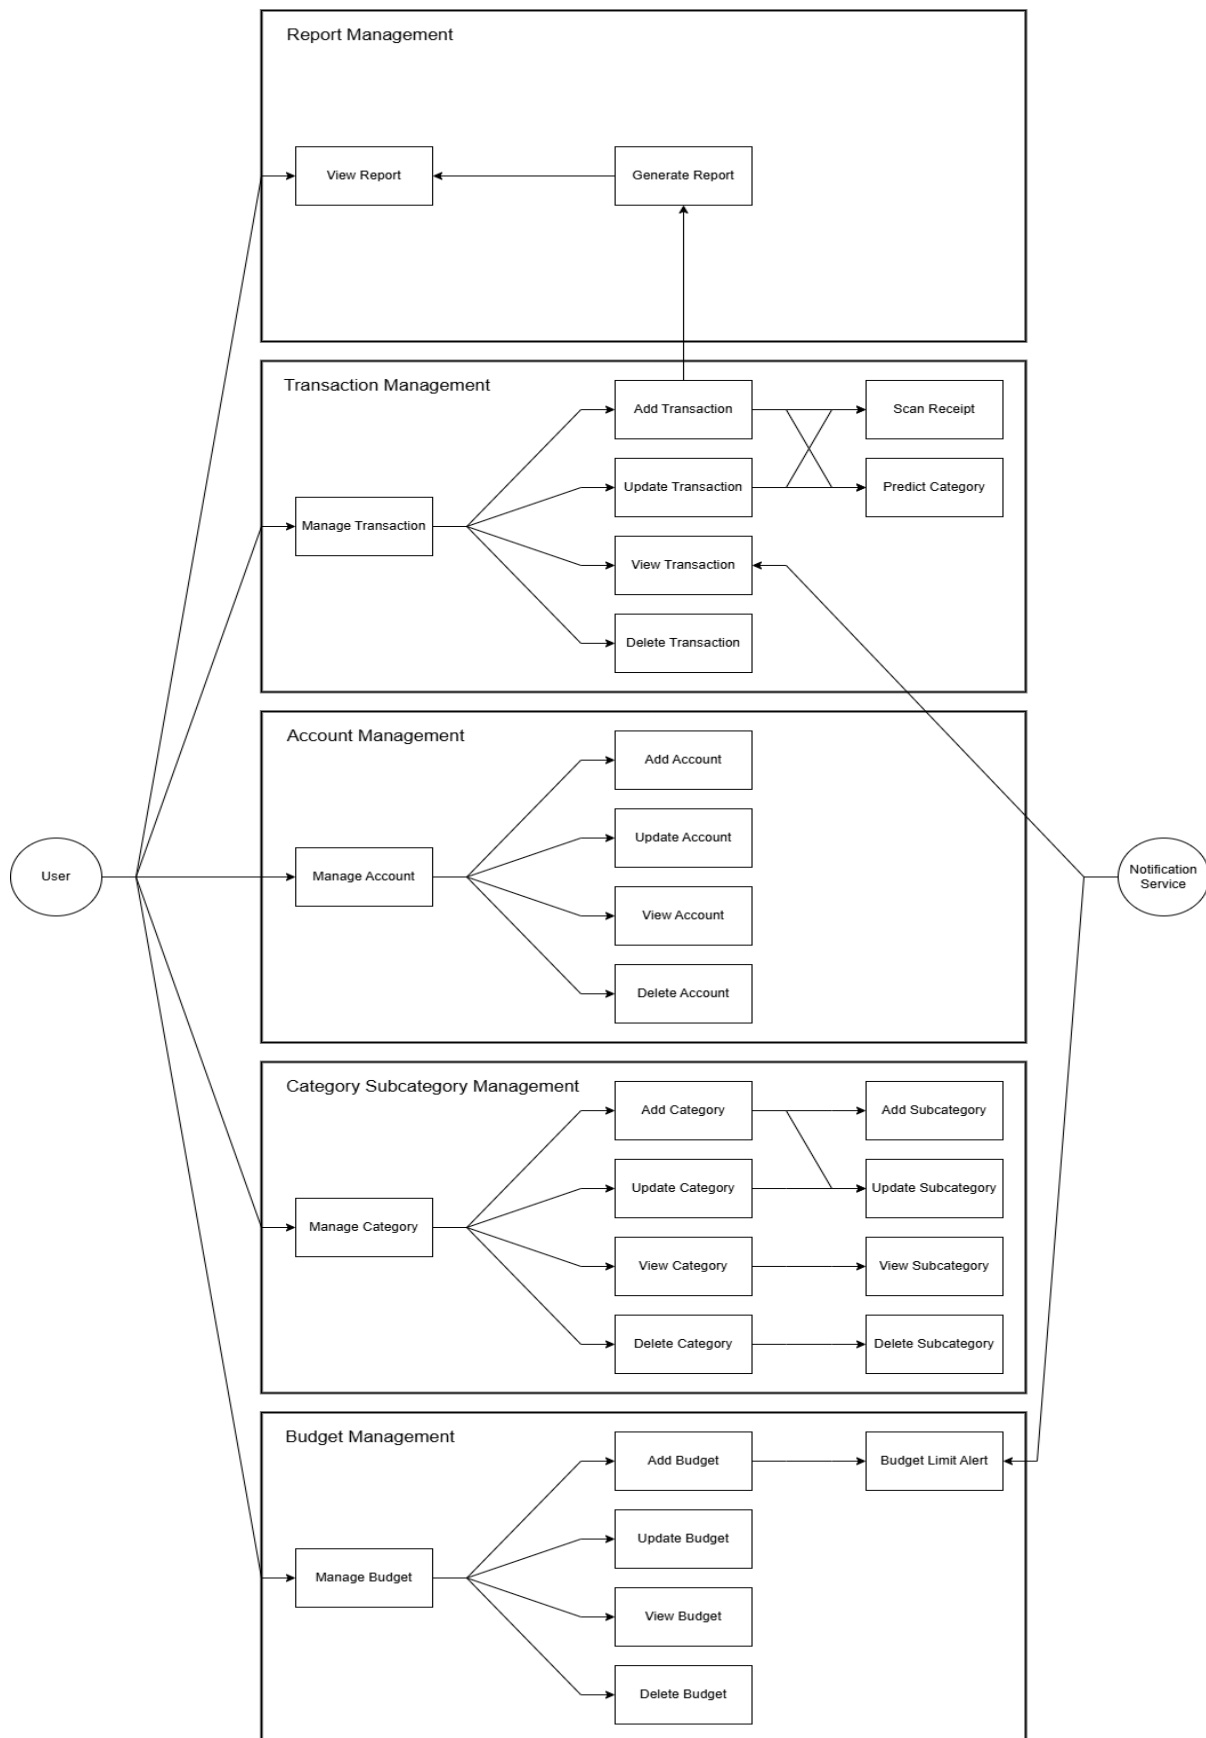 Report Management
View Report
Generate Report
Transaction Management
Add Transaction
Scan Receipt
Update Transaction
Predict Category
Manage Transaction
View Transaction
Delete Transaction
Account Management
Add Account
Update Account
User
Manage Account
Notification
Service
View Account
Delete Account
Category Subcategory Management
Add Category
Add Subcategory
Update Category
Update Subcategory
Manage Category
View Category
View Subcategory
Delete Category
Delete Subcategory
Budget Management
Add Budget
Budget Limit Alert
Update Budget
Manage Budget
View Budget
Delete Budget